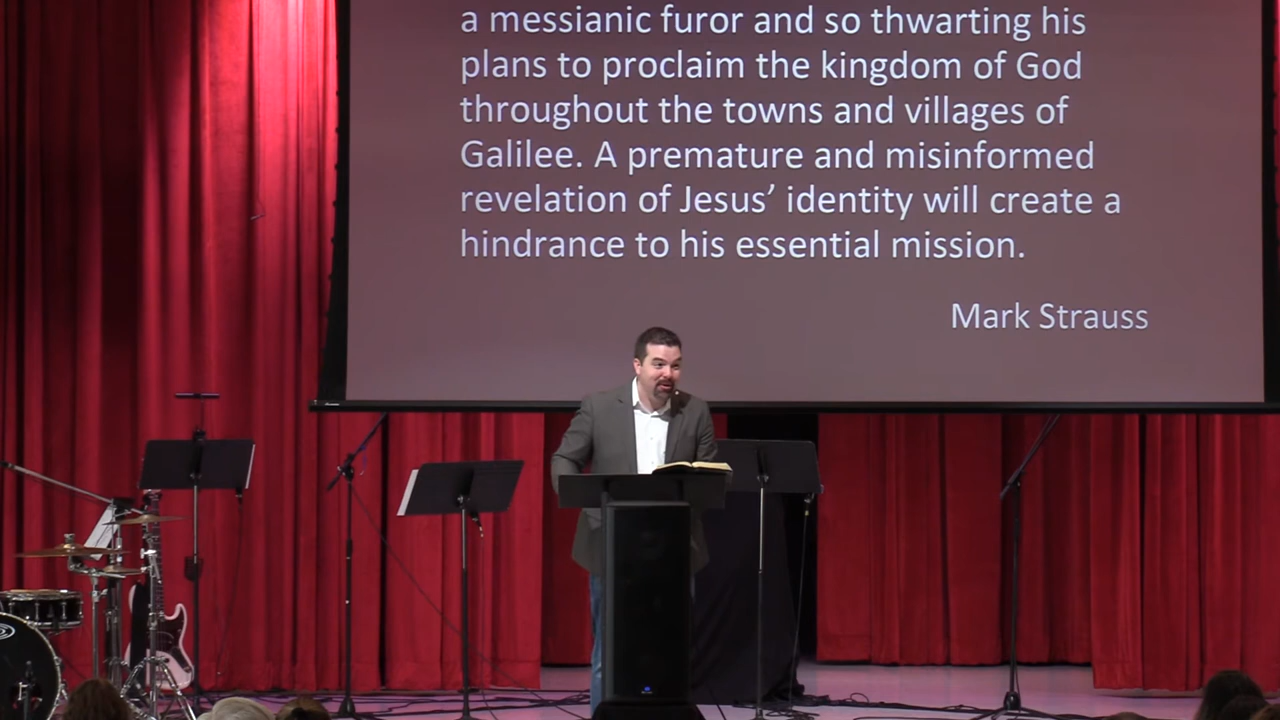 a messianic furor and so thwarting his
plans to proclaim the kingdom of God
throughout the towns and villages of
Galilee. A premature and misinformed
revelation of Jesus’ identity will create a
hindrance to his essential mission.
Mark Strauss